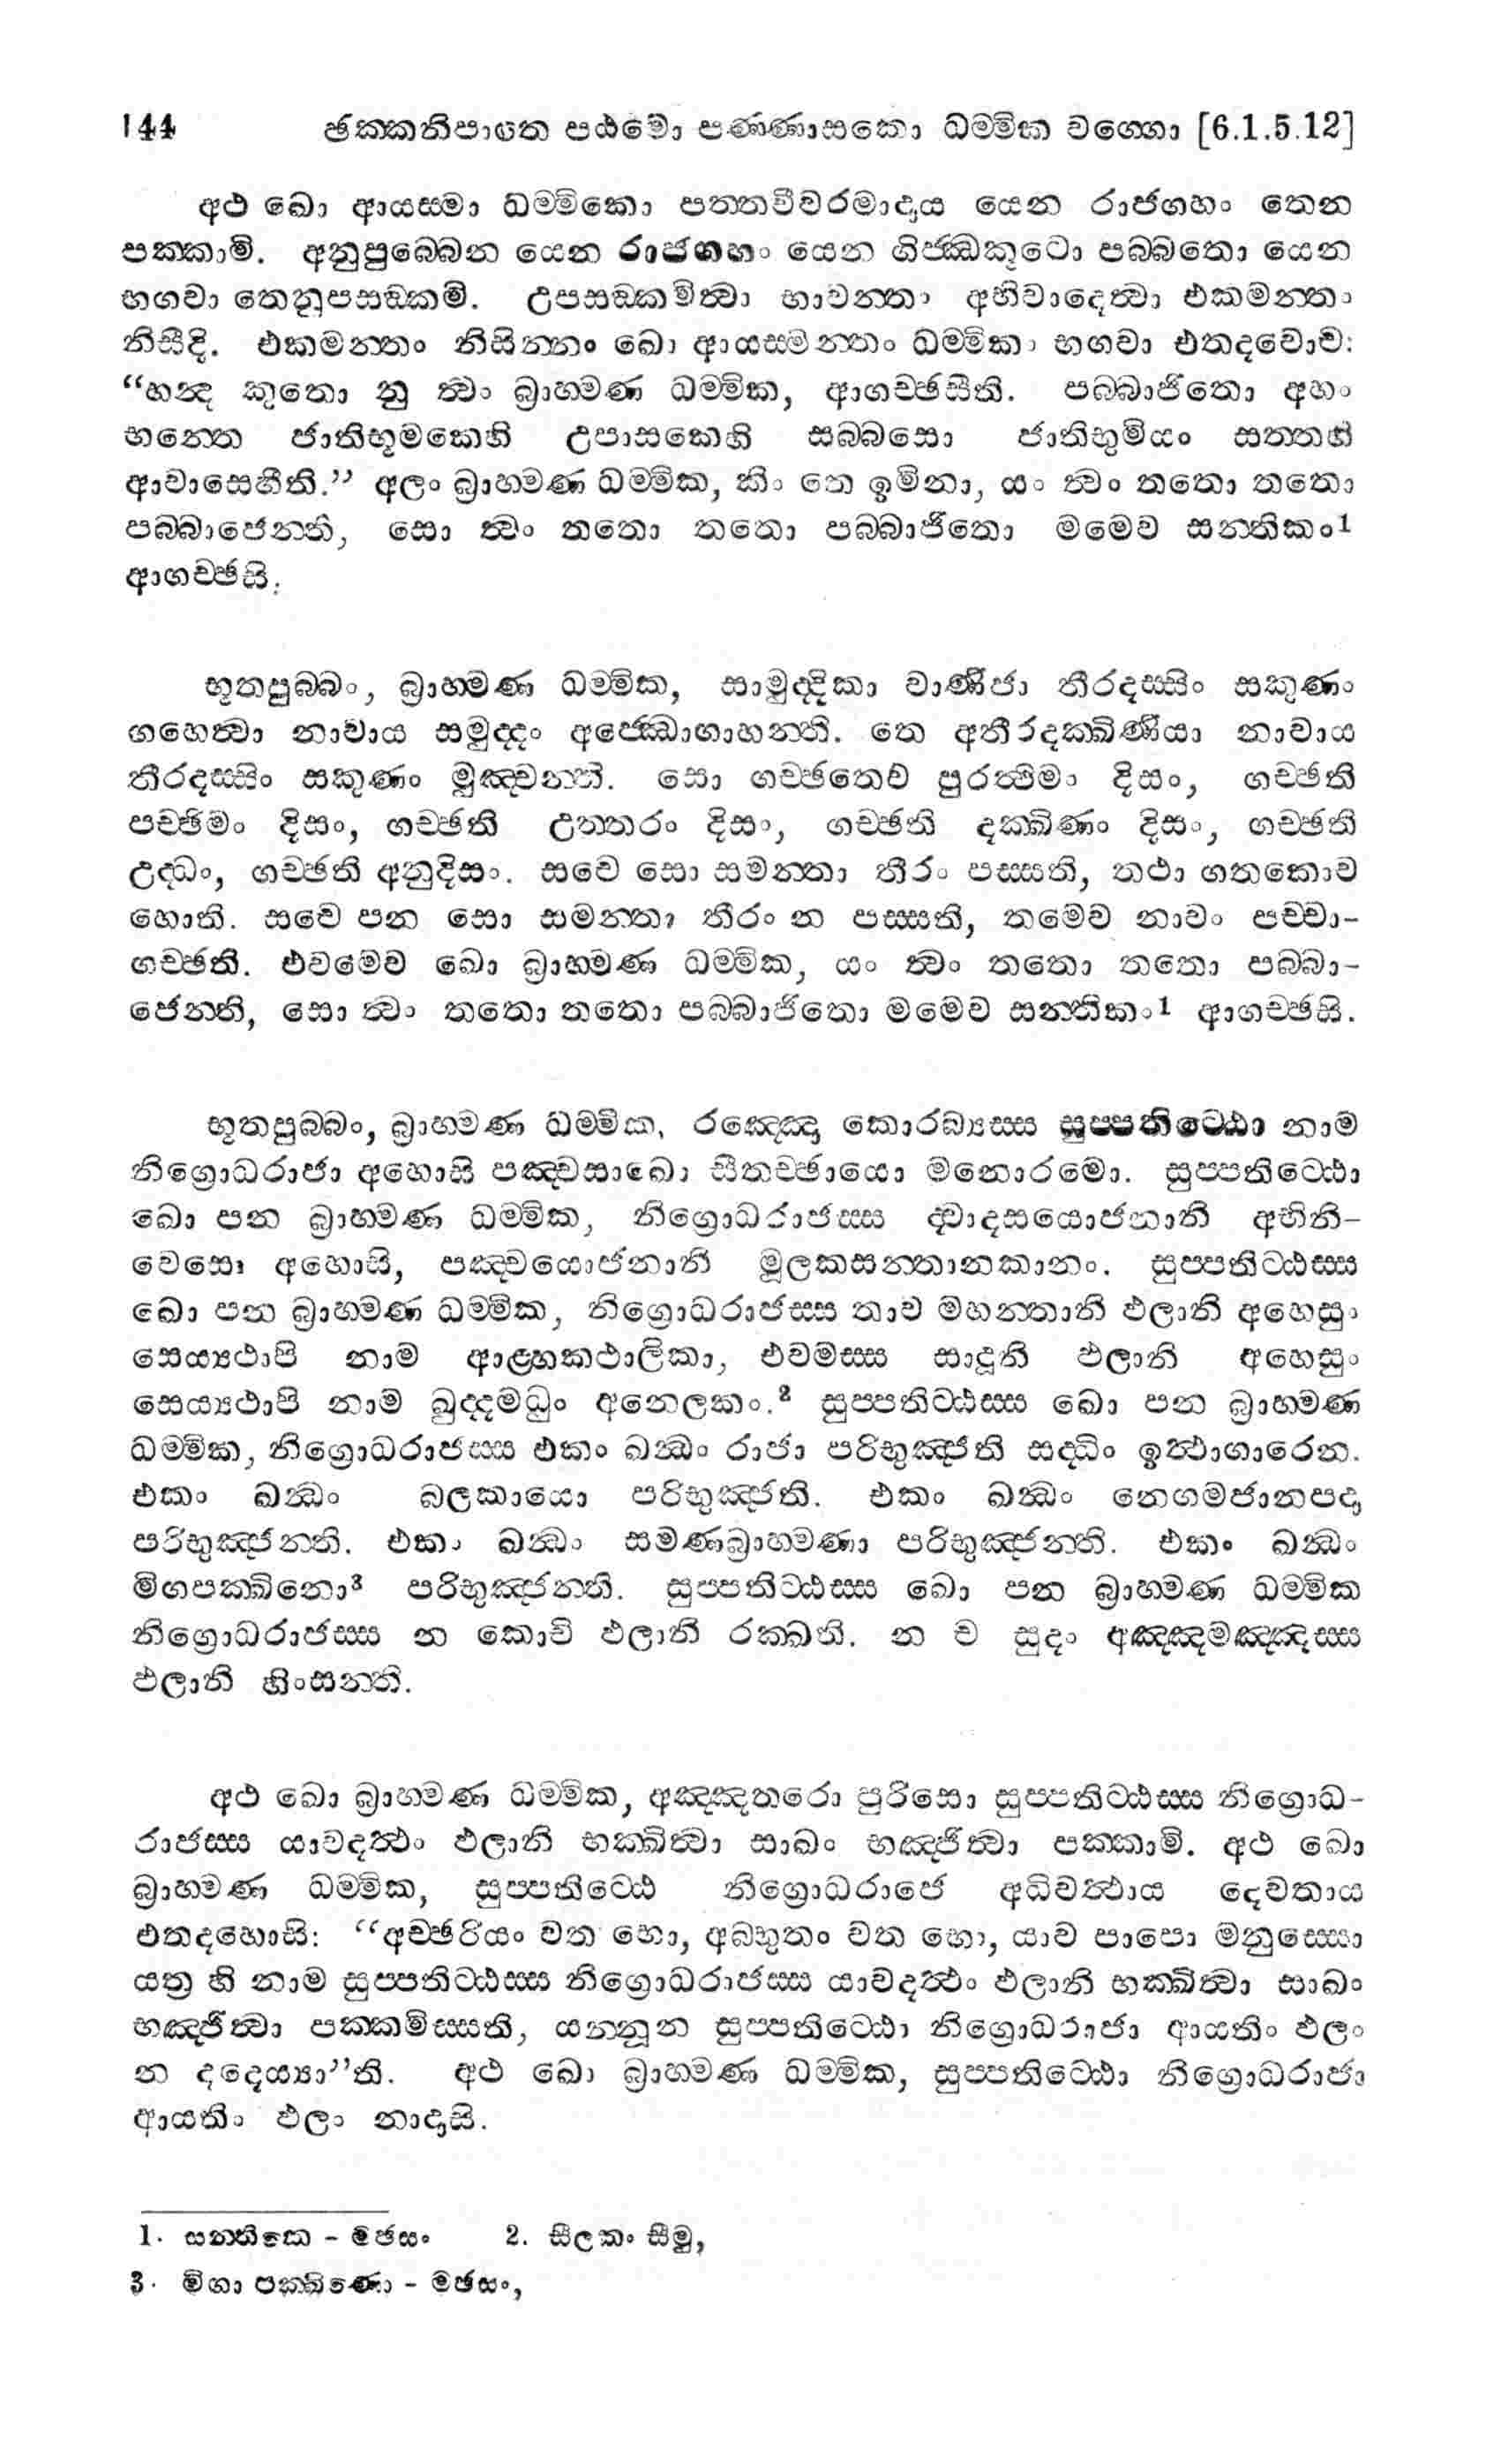 144 ඡක්කනිපාතෙ පඨමො පණ්ණාසකො ධම්මික වග්ගො [6.1.5.12]
අථ ඛො ආයස්මා ධම්මිකො පත්තචීවරමාදාය යෙන රාජගහං තෙන
පක්කාමි. අනුපුබ්බෙන යෙන රාජගහං යෙන ගිජ්ඣකූටො පබ්බතො යෙන
භගවා තෙනුපසඞ්කමි. උපසඞ්කමිත්වා භාවන්තං අභිවාදෙත්වා එකමන්තං
නිසීදි. එකමන්තං නිසින්නං ඛො ආයස්මන්තං ධම්මිකං භගවා එතදවොච:
“හන්ද කුතො නු ත්වං බ්‍රාහ්මණ ධම්මික, ආගච්ඡසීති. පබ්බාජිතො අහං
භන්තෙ ජාතිභූමකෙහි උපාසකෙහි සබ්බසො ජාතිභුමියං සත්තහි
ආවාසෙහීති.” අලං බ්‍රාහ්මණ ධම්මික, කිං තෙ ඉමිනා, යං ත්වං තතො තතො
පබ්බාජෙන්ති, සො ත්වං තතො තතො පබ්බාජිතො මමෙව සන්තිකං1
ආගච්ඡසි.
භූතපුබ්බං, බ්‍රාහ්මණ ධම්මික, සාමුද්දිකා වාණිජා තීරදස්සිං සකුණං
ගහෙත්වා නාවාය සමුද්දං අජ්ඣොගාහන්ති. තෙ අතීරදක්ඛිණියා නාවාය
තීරදස්සිං සකුණං මුඤ්චන්ති. සො ගච්ඡතෙව පුරත්ථිමං දිසං, ගච්ඡති
පච්ඡිමං දිසං, ගච්ඡති උත්තරං දිසං, ගච්ඡති දක්ඛිණං දිසං, ගච්ඡති
උද්ධං, ගච්ඡති අනුදිසං. සචෙ සො සමන්තා තීරං පස්සති, තථා ගතකොව
හොති. සචෙ පන සො සමන්තා තීරං න පස්සති, තමෙව නාවං පච්චා-
ගච්ඡති. එවමෙව ඛො බ්‍රාහ්මණ ධම්මික, යං ත්වං තතො තතො පබ්බා-
ජෙන්ති, සො ත්වං තතො තතො පබ්බාජිතො මමෙව සන්තිකං1 ආගච්ඡසි.
භූතපුබ්බං, බ්‍රාහ්මණ ධම්මික, රඤ්ඤො කොරබ්‍යස්ස සුප්පතිට්ඨො නාම
නිග්‍රොධරාජා අහොසි පඤ්චසාඛො සීතච්ඡායො මනොරමො. සුප්පතිට්ඨො
ඛො පන බ්‍රාහ්මණ ධම්මික, නිග්‍රොධරාජස්ස ද්වාදසයොජනානි අභිනි-
වෙසො අහොසි, පඤ්චයොජනානි මූලකසන්තානකානං. සුප්පතිට්ඨස්ස
ඛො පන බ්‍රාහ්මණ ධම්මික, නිග්‍රොධරාජස්ස තාව මහන්තානි ඵලානි අහෙසුං
සෙය්‍යථාපි නාම ආළ්හකථාලිකා, එවමස්ස සාදූනි ඵලානි අහෙසුං
සෙය්‍යථාපි නාම ඛුද්දමධුං අනෙලකං.2 සුප්පතිට්ඨස්ස ඛො පන බ්‍රාහ්මණ
ධම්මික, නිග්‍රොධරාජස්ස එකං ඛන්ධං රාජා පරිභුඤ්ජති සද්ධිං ඉත්ථාගාරෙන.
එකං ඛන්ධං බලකායො පරිභුඤ්ජති. එකං ඛන්ධං නෙගමජානපදා
පරිභුඤ්ජන්ති. එකං ඛන්ධං සමණබ්‍රාහ්මණා පරිභුඤ්ජන්ති. එකං ඛන්ධං
මිගපක්ඛිනො3 පරිභුඤ්ජන්ති. සුප්පතිට්ඨස්ස ඛො පන බ්‍රාහ්මණ ධම්මික
නිග්‍රොධරාජස්ස න කොචි ඵලානි රක්ඛති. න ච සුදං අඤ්ඤමඤ්ඤස්ස
ඵලානි හිංසන්ති.
අථ ඛො බ්‍රාහ්මණ ධම්මික, අඤ්ඤතරො පුරිසො සුප්පතිට්ඨස්ස නිග්‍රොධ-
රාජස්ස යාවදත්ථං ඵලානි භක්ඛිත්වා සාඛං භඤ්ජිත්වා පක්කාමි. අථ ඛො
බ්‍රාහ්මණ ධම්මික, සුප්පතිට්ඨෙ නිග්‍රොධරාජෙ අධිවත්ථාය දෙවතාය
එතදහොසි: “අච්ඡරියං වත භො, අබ්භුතං වත භො, යාව පාපො මනුස්සො
යත්‍ර හි නාම සුප්පතිට්ඨස්ස නිග්‍රොධරාජස්ස යාවදත්ථං ඵලානි භක්ඛිත්වා සාඛං
භඤ්ජිත්වා පක්කමිස්සති, යන්නූන සුප්පතිට්ඨො නිග්‍රොධරාජා ආයතිං ඵලං
න දදෙය්‍යා”ති. අථ ඛො බ්‍රාහ්මණ ධම්මික, සුප්පතිට්ඨො නිග්‍රොධරාජා
ආයතිං ඵලං නාදාසි.
1. සන්තිකෙ - මඡසං 2. සීලකං සීමු,
3. මිගා පක්ඛිණො - මඡසං,